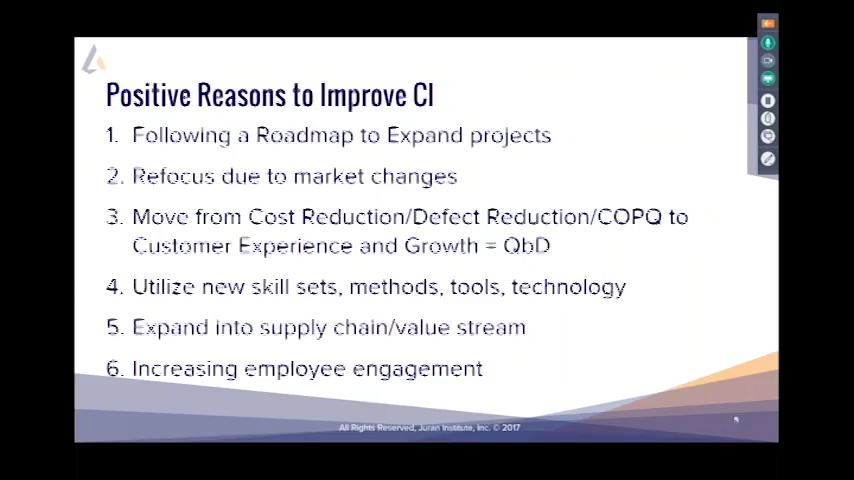 Positive Reasons to Improve CI
1. Following a Roadmap to Expand projects
2. Refocus due to market changes
3. Move from Cost Reduction/Defect Reduction/COPQ to
Customer Experience and Growth = QbD
4. Utilize new skill sets, methods, tools, technology
5. Expand into supply chain/value stream
6. Increasing employee engagement
All Rights Reserved, Juran Institute, Inc. © 2017